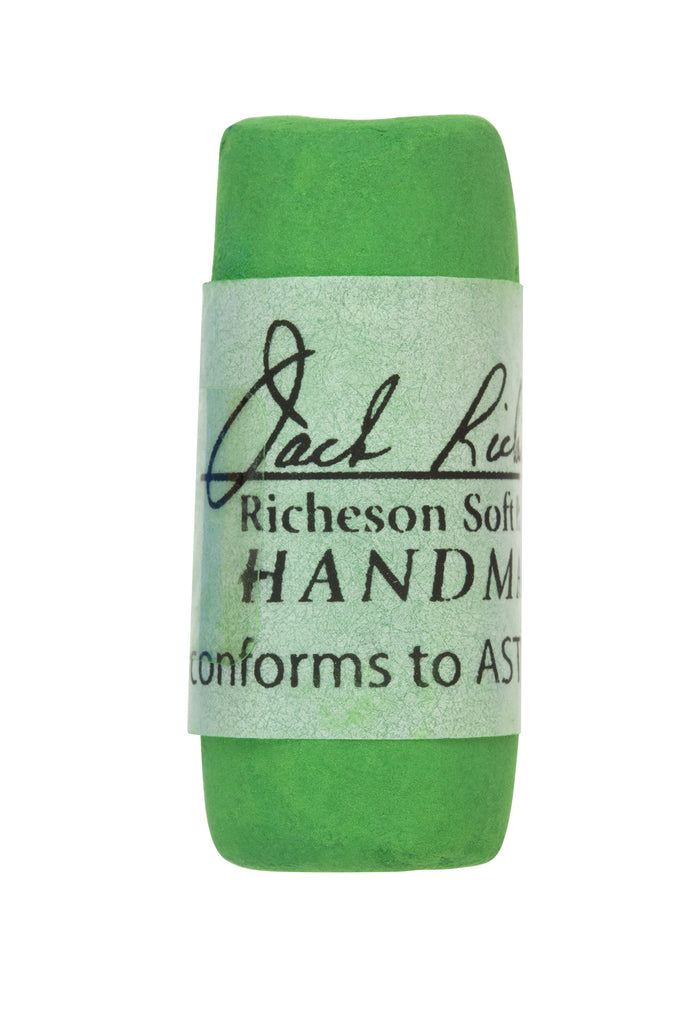 Jack Rich
Richeson Soft
HANDMA
conforms to AST